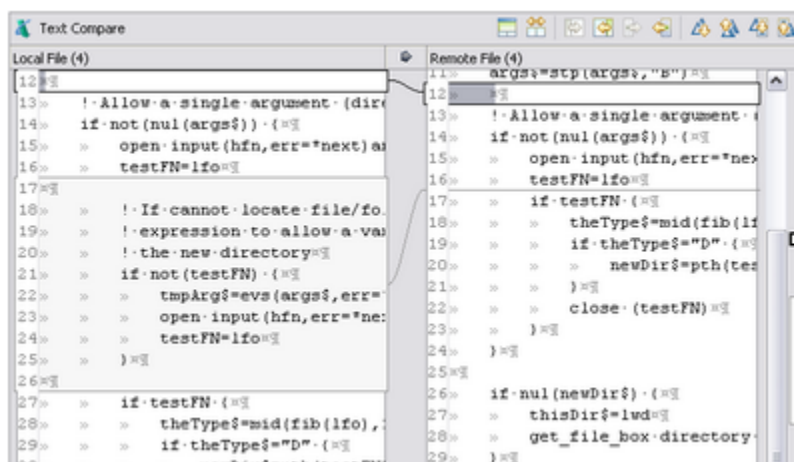 Text Compare
Local File (4)
12»¤¶
13» !·Allow·a·single·argument·(dire
14» if·not(nul(args$))·{¤¶
15» » open·input(hfn,err=*next)a
16» » testFN=lfo¤¶
17¤¶
18» » !·If·cannot·locate·file/fo
19» » !·expression·to·allow·a·va
20» » !·the·new·directory¤¶
21» » if·not(testFN)·{¤¶
22» » » tmpArg$=evs(args$,err=
23» » » open·input(hfn,err=*ne
24» » » testFN=lfo¤¶
25» » }¤¶
26¤¶
27» » if·testFN·{¤¶
28» » » theType$=mid(fib(lfo),
29» » » if·theType$="D"·{¤¶
Remote File (4)
11» args$=stp(args$,"B")¤¶
12» ¤¶
13» !·Allow·a·single·argument·
14» if·not(nul(args$))·{¤¶
15» » open·input(hfn,err=*nex
16» » testFN=lfo¤¶
17» » if·testFN·{¤¶
18» » » theType$=mid(fib(lf
19» » » if·theType$="D"·{¤¶
20» » » » newDir$=pth(tes
21» » » }¤¶
22» » » close·(testFN)¤¶
23» » }¤¶
24» }¤¶
25¤¶
26» if·nul(newDir$)·{¤¶
27» » thisDir$=lwd¤¶
28» » get_file_box·directory·
29» }¤¶